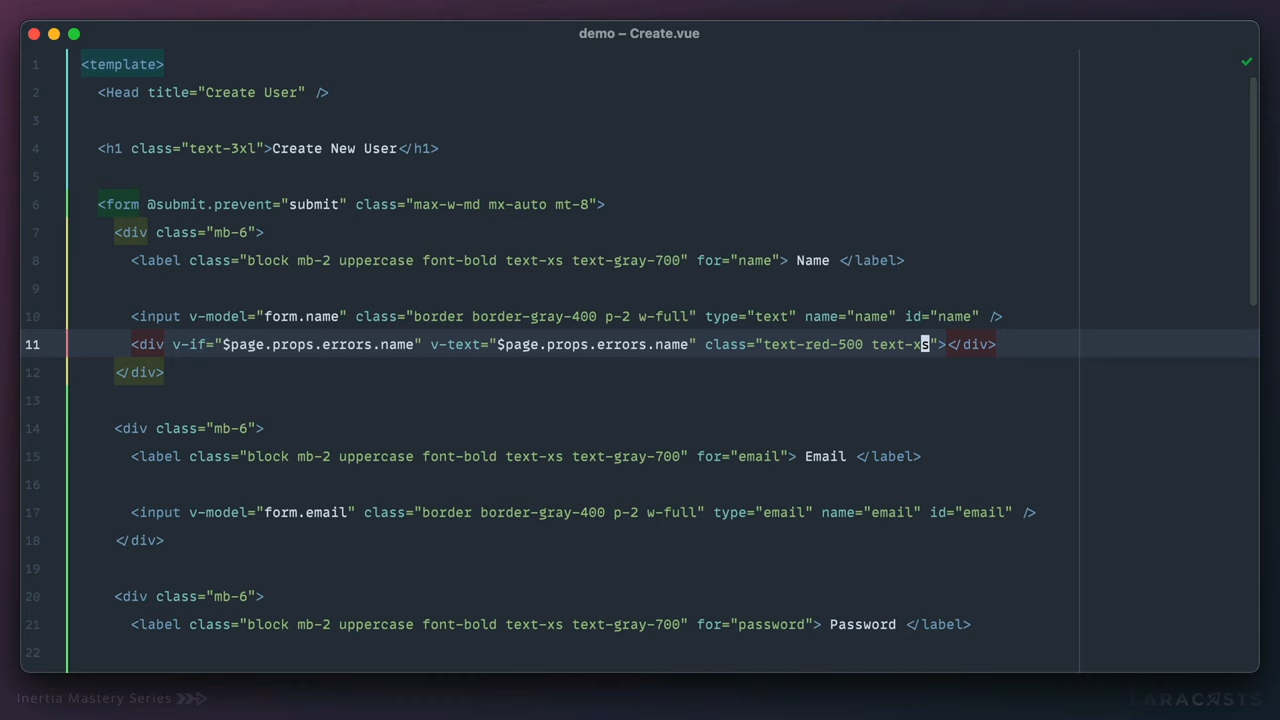 demo – Create.vue
1 <template>
2 <Head title="Create User" />
3
4 <h1 class="text-3xl">Create New User</h1>
5
6 <form @submit.prevent="submit" class="max-w-md mx-auto mt-8">
7 <div class="mb-6">
8 <label class="block mb-2 uppercase font-bold text-xs text-gray-700" for="name"> Name </label>
9
10 <input v-model="form.name" class="border border-gray-400 p-2 w-full" type="text" name="name" id="name" />
11 <div v-if="$page.props.errors.name" v-text="$page.props.errors.name" class="text-red-500 text-xs"></div>
12 </div>
13
14 <div class="mb-6">
15 <label class="block mb-2 uppercase font-bold text-xs text-gray-700" for="email"> Email </label>
16
17 <input v-model="form.email" class="border border-gray-400 p-2 w-full" type="email" name="email" id="email" />
18 </div>
19
20 <div class="mb-6">
21 <label class="block mb-2 uppercase font-bold text-xs text-gray-700" for="password"> Password </label>
22
Inertia Mastery Series
LARACASTS